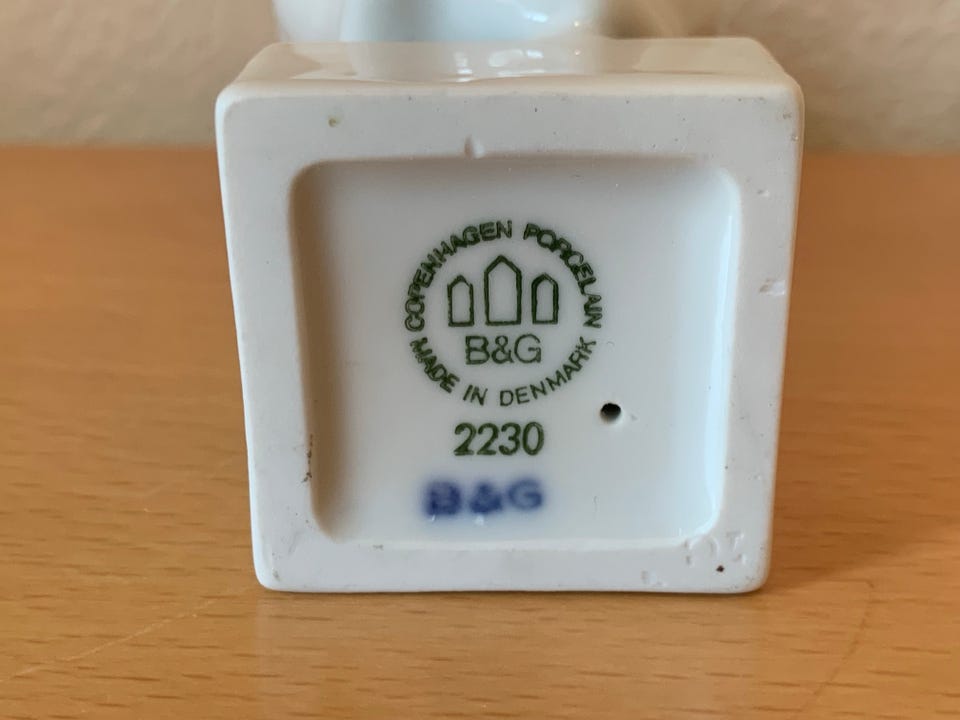 COPENHAGEN PORCELAIN
B&G
MADE IN DENMARK
2230
B&G